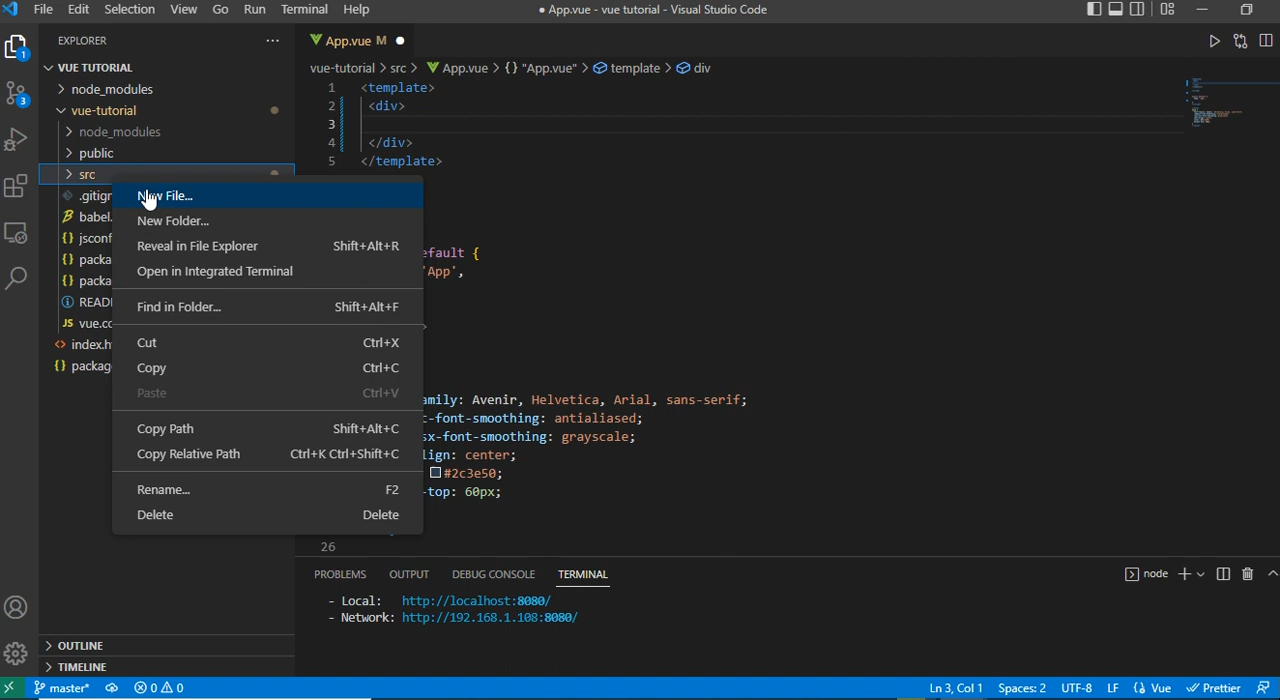 File Edit Selection View Go Run Terminal Help
● App.vue - vue tutorial - Visual Studio Code
EXPLORER
VUE TUTORIAL
node_modules
vue-tutorial
node_modules
public
src
.gitign
babel.
jsconf
packa
packa
READ
JS vue.co
index.h
packag
1
3
New File...
New Folder...
Reveal in File Explorer Shift+Alt+R
Open in Integrated Terminal
Find in Folder... Shift+Alt+F
Cut Ctrl+X
Copy Ctrl+C
Paste Ctrl+V
Copy Path Shift+Alt+C
Copy Relative Path Ctrl+K Ctrl+Shift+C
Rename... F2
Delete Delete
OUTLINE
TIMELINE
App.vue M ●
vue-tutorial > src > App.vue > {} "App.vue" > template > div
1 <template>
2 <div>
3
4 </div>
5 </template>
efault {
'App',
>
amily: Avenir, Helvetica, Arial, sans-serif;
t-font-smoothing: antialiased;
sx-font-smoothing: grayscale;
lign: center;
#2c3e50;
-top: 60px;
26
PROBLEMS OUTPUT DEBUG CONSOLE TERMINAL
node
- Local: http://localhost:8080/
- Network: http://192.168.1.108:8080/
master* 0 0
Ln 3, Col 1 Spaces: 2 UTF-8 LF {} Vue Prettier